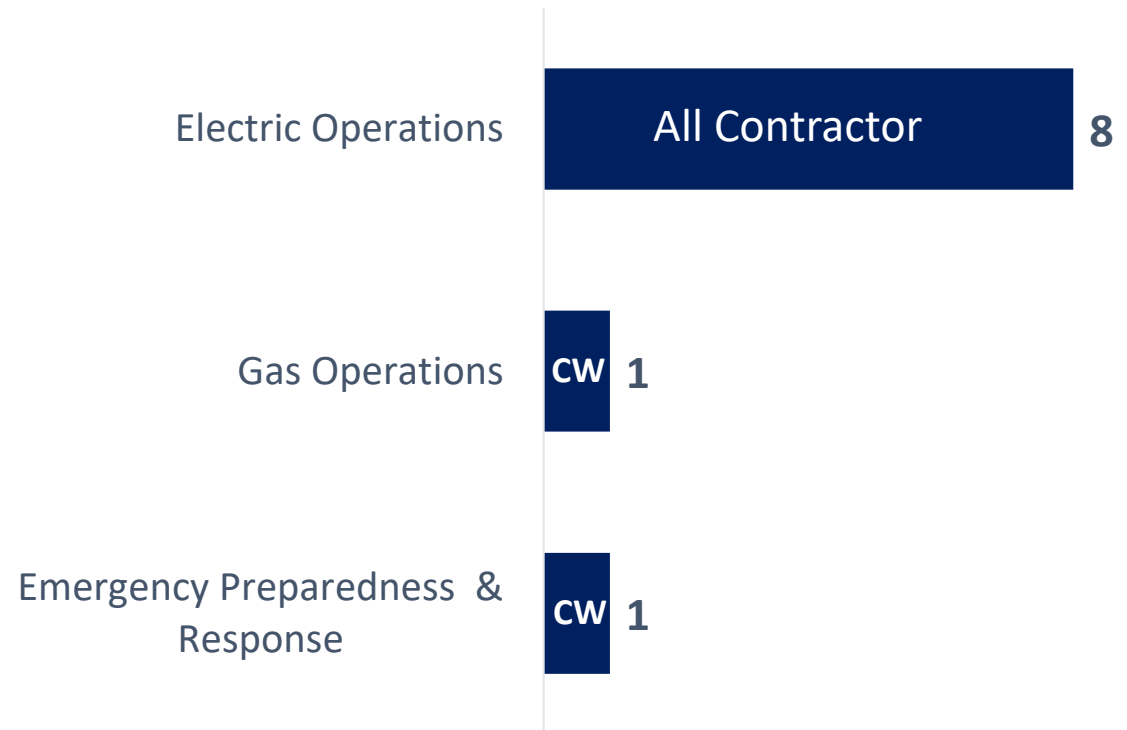 Electric Operations
All Contractor
8
Gas Operations
CW
1
Emergency Preparedness  &
Response
CW
1